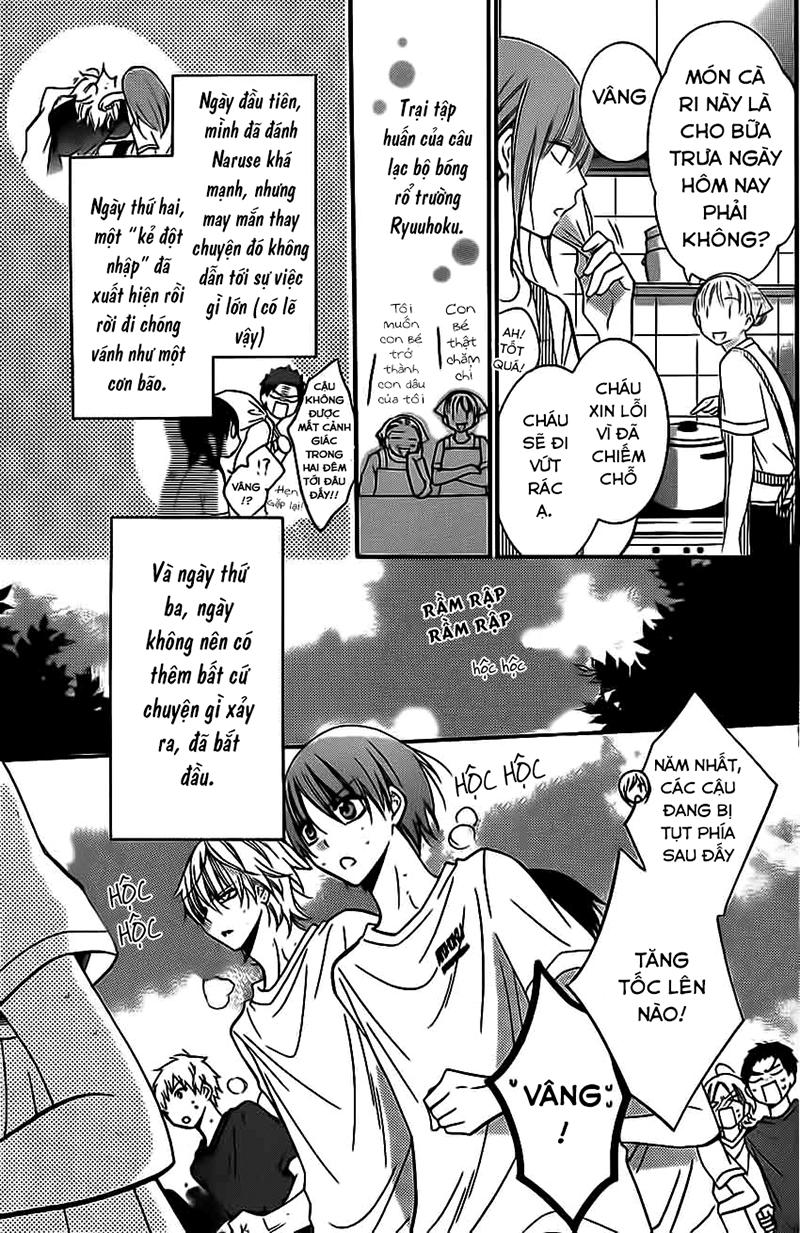 MÓN CÀ
RI NÀY LÀ
CHO BỮA
TRƯA NGÀY
HÔM NAY
PHẢI
KHÔNG?
VÂNG
AH!
TỐT
QUÁ!
CHÁU
XIN LỖI
VÌ ĐÃ
CHIẾM
CHỖ
CHÁU
SẼ ĐI
VỨT
RÁC
Ạ.
Trại tập
huấn của câu
lạc bộ bóng
rổ trường
Ryuuhoku.
Con
bé
thật
chăm
chỉ
Tôi
muốn
con bé
trở
thành
con dâu
của tôi
Ngày đầu tiên,
mình đã đánh
Naruse khá
mạnh, nhưng
may mắn thay
chuyện đó không
dẫn tới sự việc
gì lớn (có lẽ
vậy)
Ngày thứ hai,
một “kẻ đột
nhập” đã
xuất hiện rồi
rời đi chóng
vánh như một
cơn bão.
CẬU
KHÔNG
ĐƯỢC
MẤT CẢNH
GIÁC
TRONG
HAI ĐÊM
TỚI ĐÂU
ĐẤY!!
!?
VÂNG
!?
Hẹn
gặp lại!
Và ngày thứ
ba, ngày
không nên có
thêm bất cứ
chuyện gì xảy
ra, đã bắt
đầu.
RẦM RẬP
RẦM RẬP
hộc hộc
NĂM NHẤT,
CÁC CẬU
ĐANG BỊ
TỤT PHÍA
SAU ĐẤY
TĂNG
TỐC LÊN
NÀO!
HỘC HỘC
HỘC
HỘC
VÂNG
!